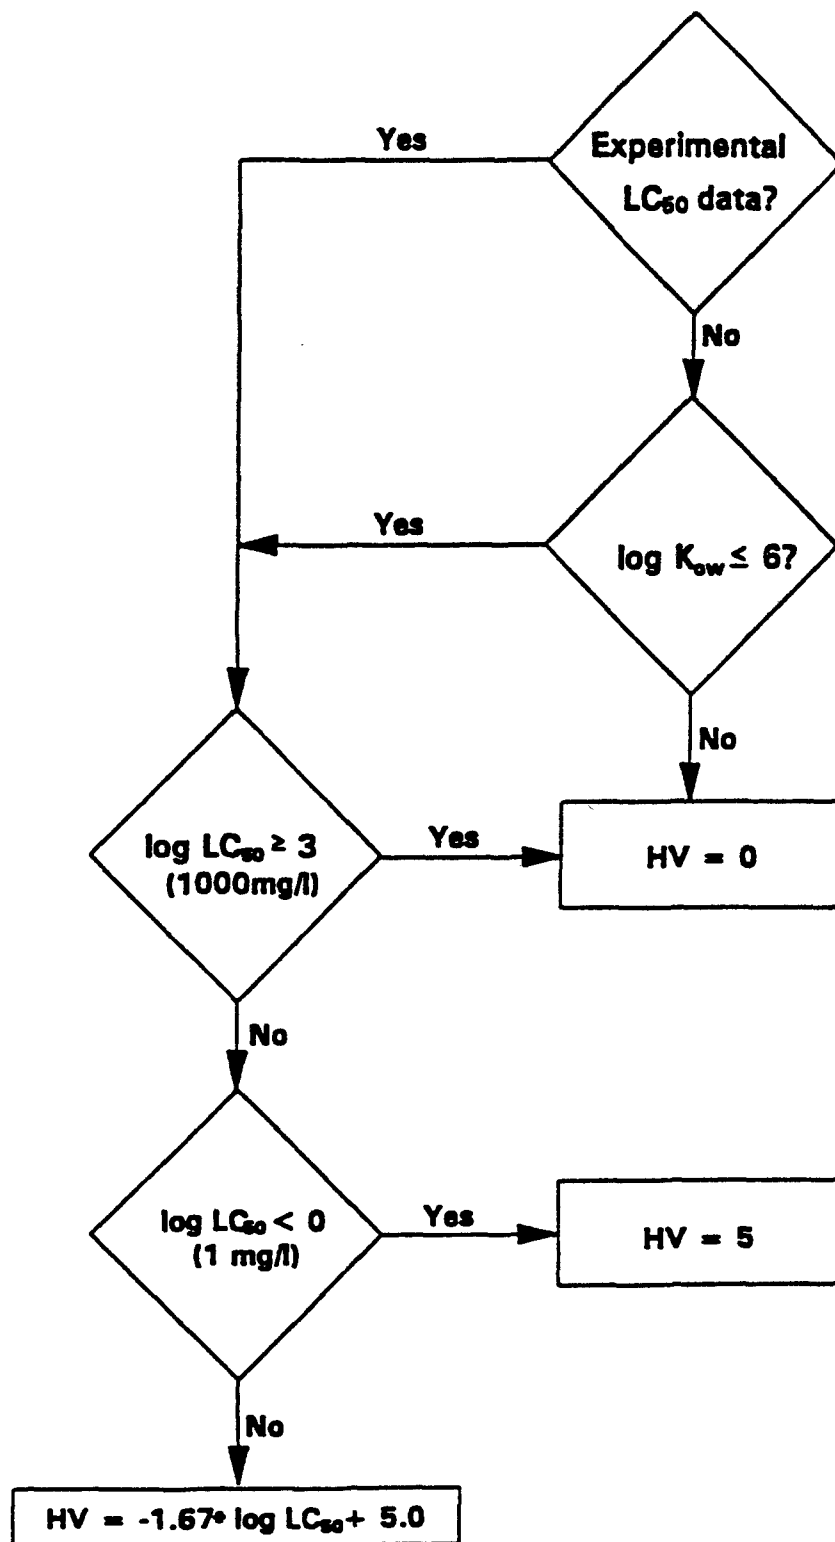 Experimental
LC₅₀ data?
Yes
No
log Kₒw ≤ 6?
Yes
No
log LC₅₀ ≥ 3
(1000mg/l)
Yes
HV = 0
No
log LC₅₀ < 0
(1 mg/l)
Yes
HV = 5
No
HV = -1.67* log LC₅₀ + 5.0